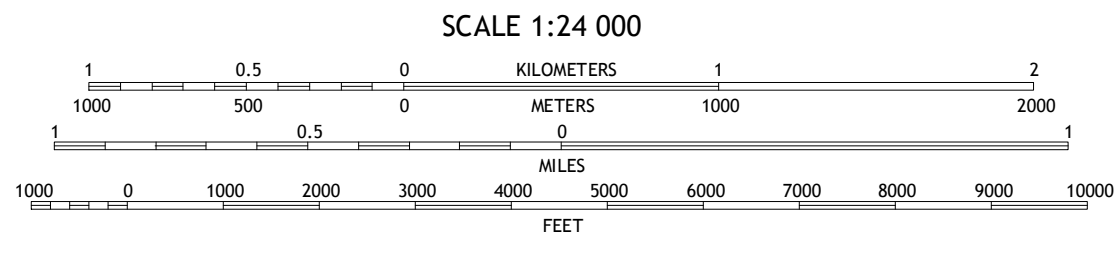 SCALE 1:24 000
1 0.5 0 KILOMETERS 1 2
1000 500 0 METERS 1000 2000
1 0.5 0 1
MILES
1000 0 1000 2000 3000 4000 5000 6000 7000 8000 9000 10000
FEET